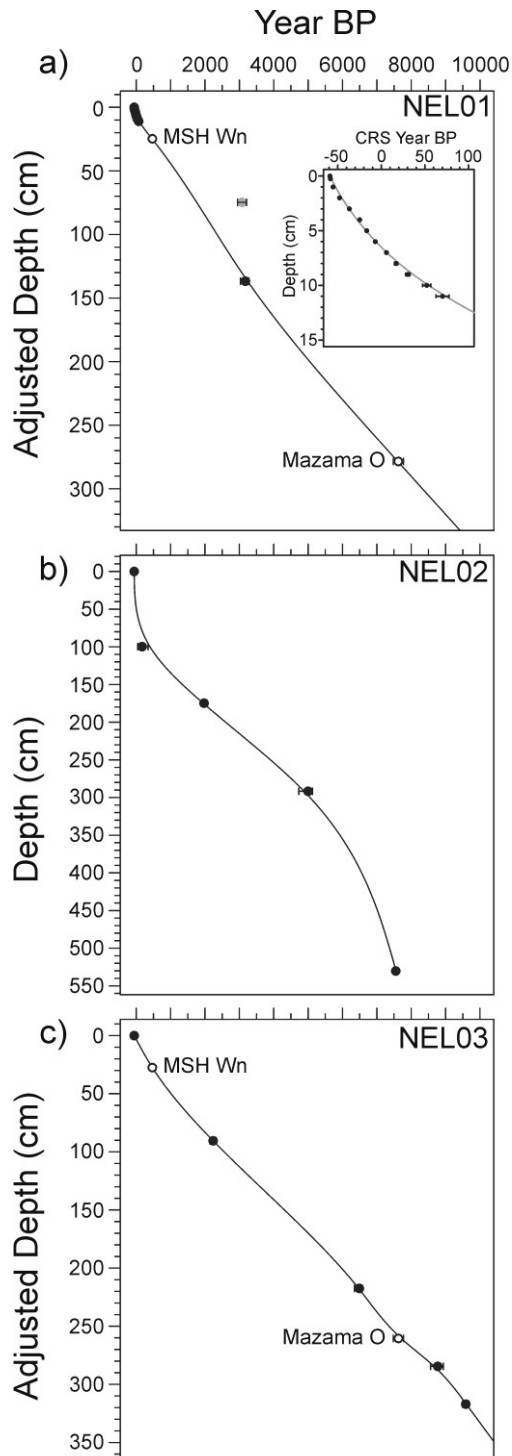 Year BP
0 2000 4000 6000 8000 10000
a)
NEL01
Adjusted Depth (cm)
0
50
100
150
200
250
300
MSH Wn
Mazama O
CRS Year BP
-50 0 50 100
Depth (cm)
0
5
10
15
b)
NEL02
Depth (cm)
0
50
100
150
200
250
300
350
400
450
500
550
c)
NEL03
Adjusted Depth (cm)
0
50
100
150
200
250
300
350
MSH Wn
Mazama O